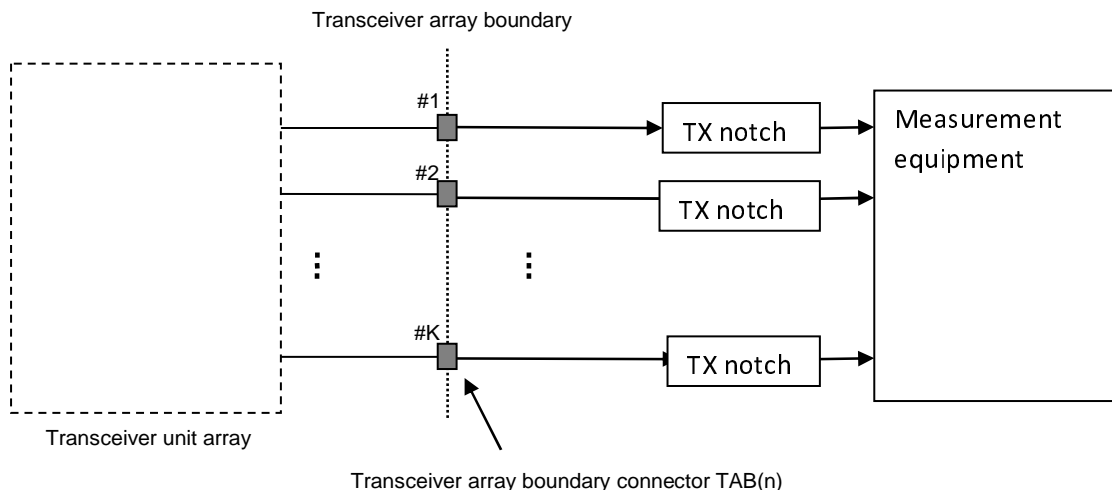 Transceiver array boundary
#1
TX notch
Measurement
equipment
#2
TX notch
#K
TX notch
Transceiver unit array
Transceiver array boundary connector TAB(n)